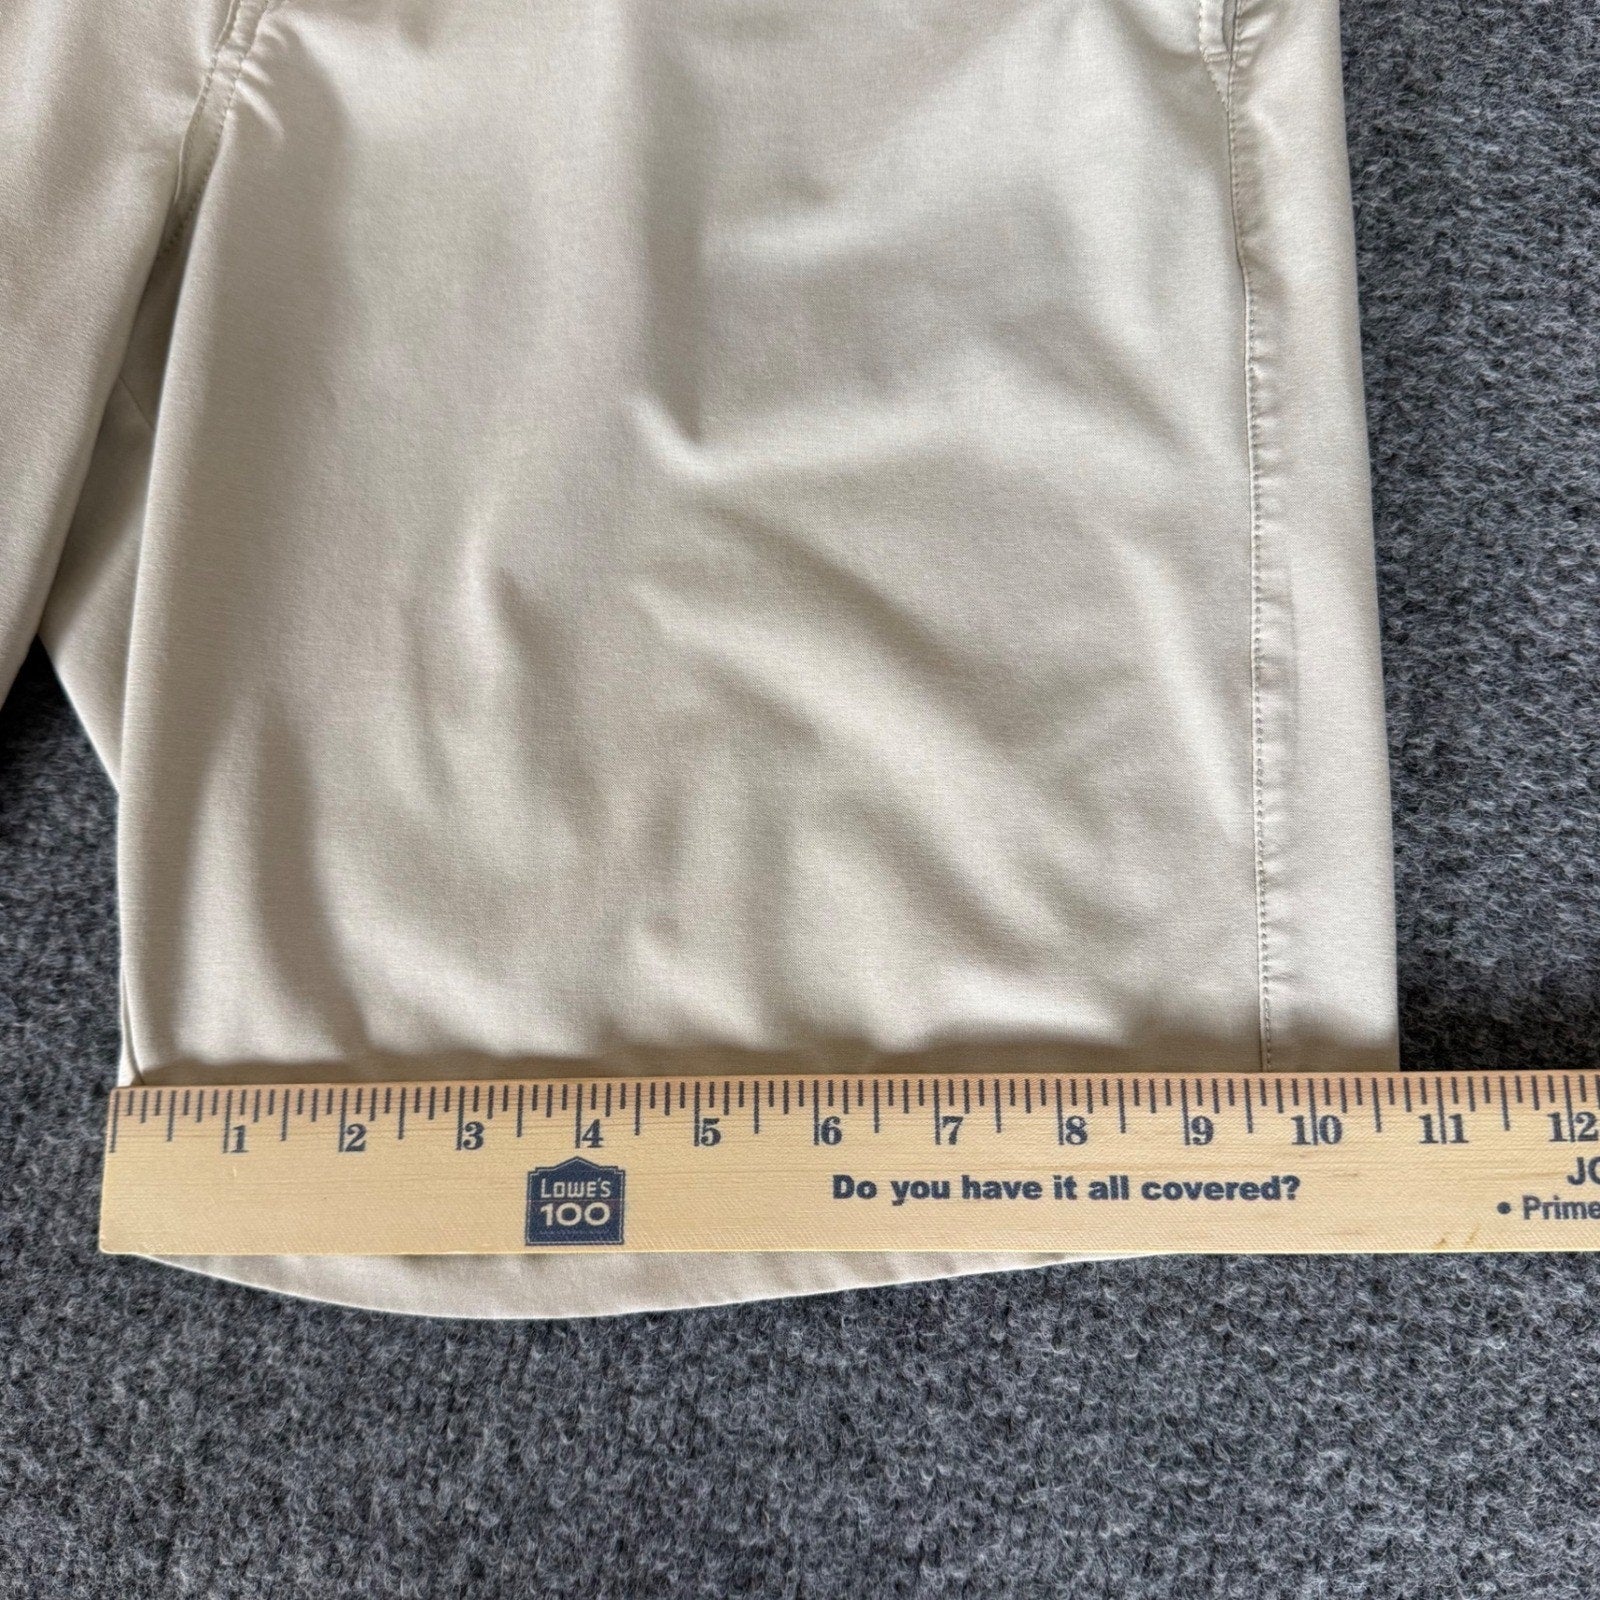 1 2 3 4 5 6 7 8 9 10 11 12
LOWE'S
100
Do you have it all covered?
JO
• Prime